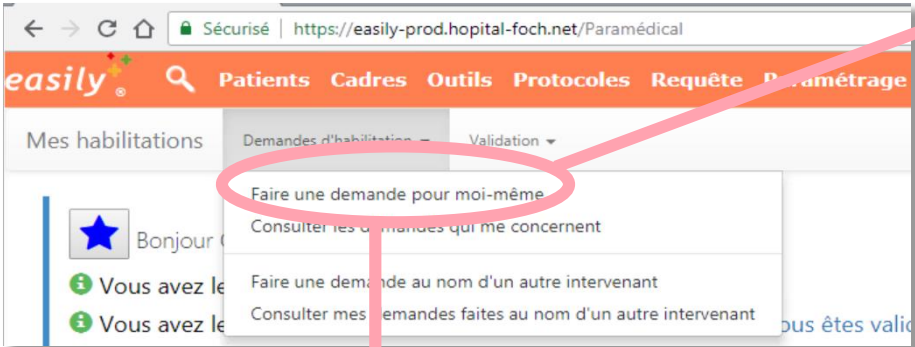 Sécurisé | https://easily-prod.hopital-foch.net/Paramédical
easily ® Patients Cadres Outils Protocoles Requête Paramétrage
Mes habilitations Demandes d'habilitation Validation
Faire une demande pour moi-même
Bonjour
Consulter les demandes qui me concernent
Vous avez le
Faire une demande au nom d'un autre intervenant
Vous avez le
Consulter mes demandes faites au nom d'un autre intervenant
ous êtes valid